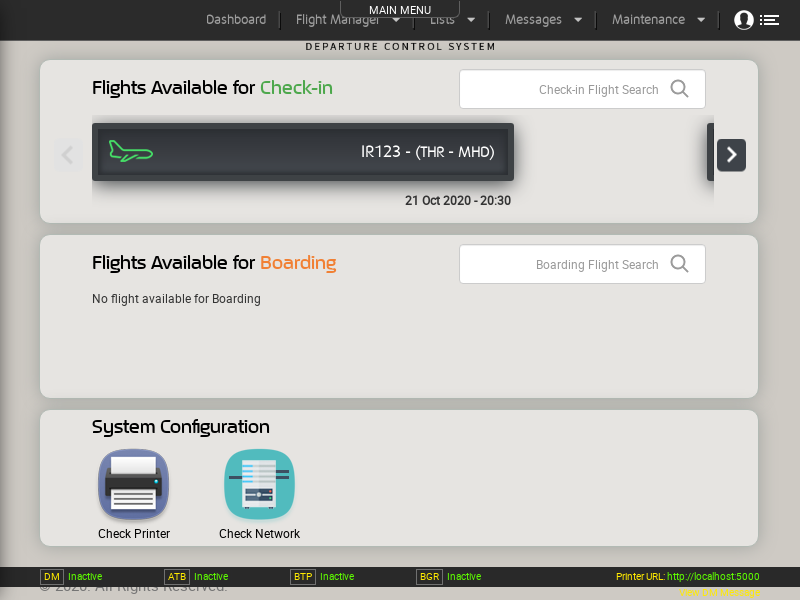 MAIN MENU
Dashboard
Flight Manager
Lists
Messages
Maintenance
DEPARTURE CONTROL SYSTEM
Flights Available for Check-in
Check-in Flight Search
IR123 - (THR - MHD)
21 Oct 2020 - 20:30
Flights Available for Boarding
Boarding Flight Search
No flight available for Boarding
System Configuration
Check Printer
Check Network
DM Inactive
ATB Inactive
BTP Inactive
BGR Inactive
Printer URL: http://localhost:5000
© 2020. All Rights Reserved.